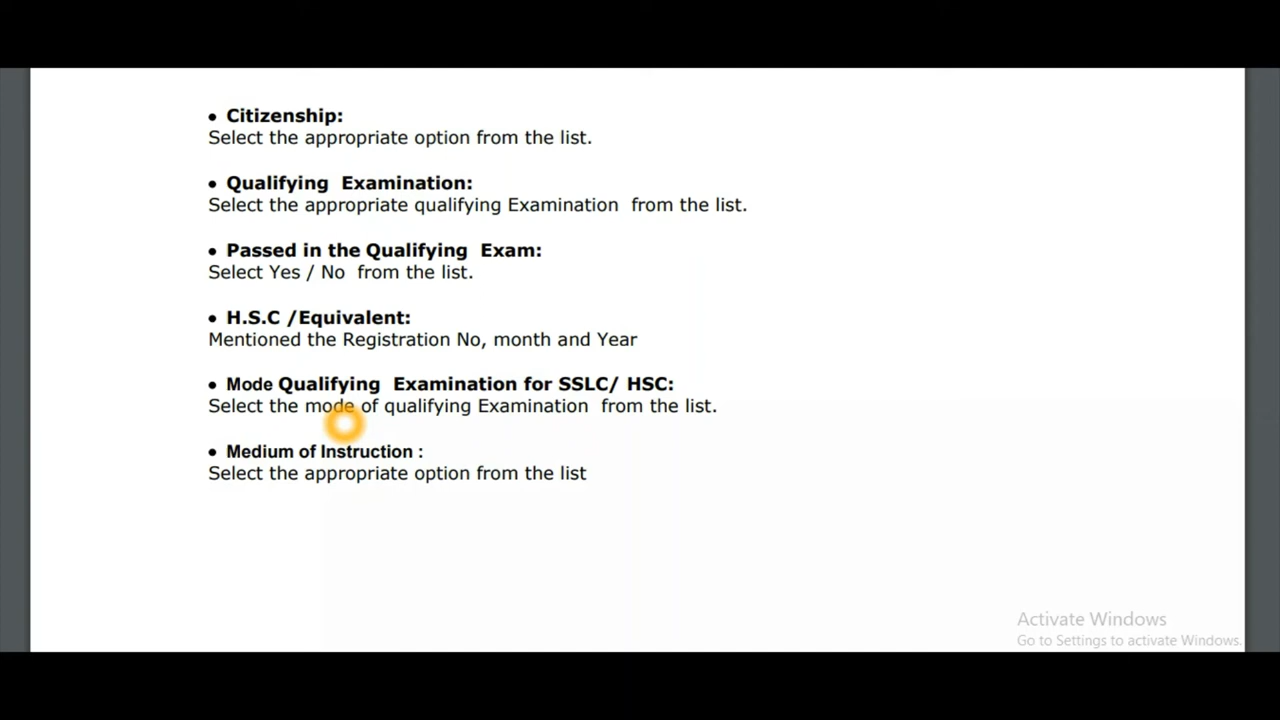 • Citizenship:
Select the appropriate option from the list.
• Qualifying Examination:
Select the appropriate qualifying Examination from the list.
• Passed in the Qualifying Exam:
Select Yes / No from the list.
• H.S.C /Equivalent:
Mentioned the Registration No, month and Year
• Mode Qualifying Examination for SSLC/ HSC:
Select the mode of qualifying Examination from the list.
• Medium of Instruction :
Select the appropriate option from the list
Activate Windows
Go to Settings to activate Windows.